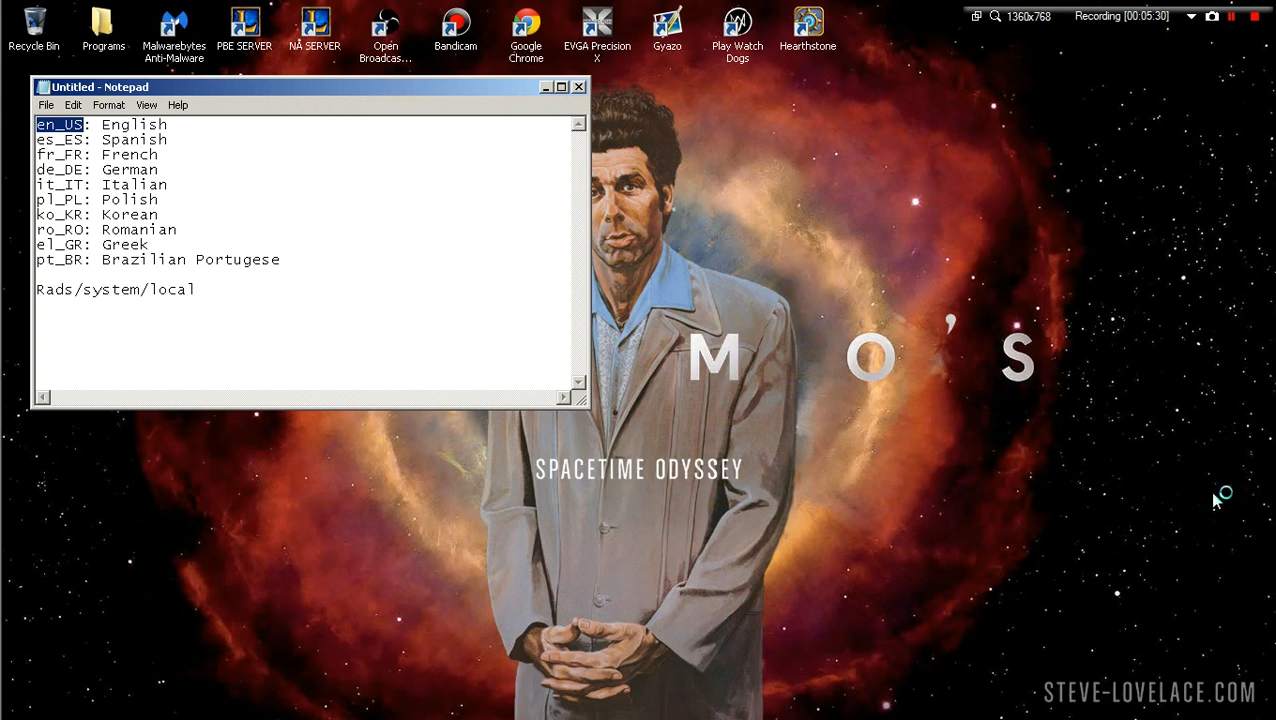 1360x768
Recording [00:05:30]
Recycle Bin
Programs
Malwarebytes
Anti-Malware
PBE SERVER
NA SERVER
Open
Broadcas...
Bandicam
Google
Chrome
EVGA Precision
X
Gyazo
Play Watch
Dogs
Hearthstone
Untitled - Notepad
File Edit Format View Help
en_US: English
es_ES: Spanish
fr_FR: French
de_DE: German
it_IT: Italian
pl_PL: Polish
ko_KR: Korean
ro_RO: Romanian
el_GR: Greek
pt_BR: Brazilian Portugese
Rads/system/local
M O'S
SPACETIME ODYSSEY
STEVE-LOVELACE.COM